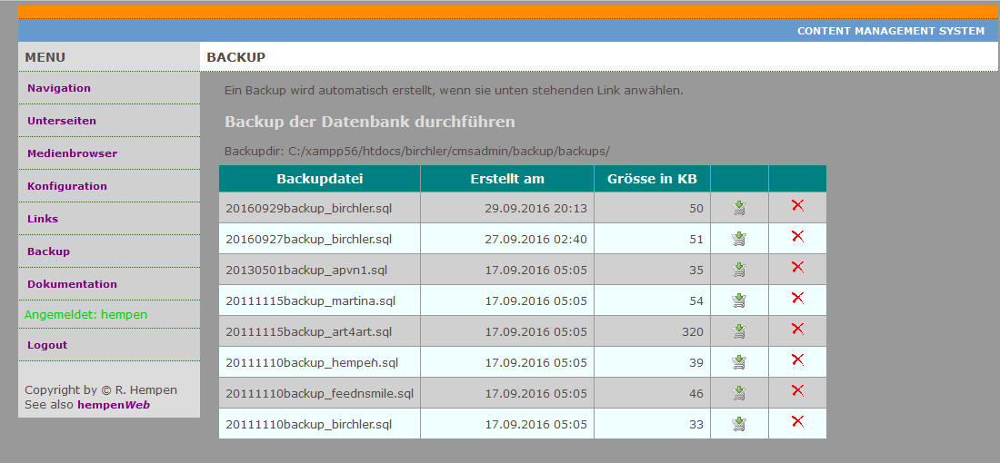 CONTENT MANAGEMENT SYSTEM
MENU
Navigation
Unterseiten
Medienbrowser
Konfiguration
Links
Backup
Dokumentation
Angemeldet: hempen
Logout
Copyright by © R. Hempen
See also hempenWeb
BACKUP
Ein Backup wird automatisch erstellt, wenn sie unten stehenden Link anwählen.
Backup der Datenbank durchführen
Backupdir: C:/xampp56/htdocs/birchler/cmsadmin/backup/backups/
Backupdatei Erstellt am Grösse in KB
20160929backup_birchler.sql 29.09.2016 20:13 50
20160927backup_birchler.sql 27.09.2016 02:40 51
20130501backup_apvn1.sql 17.09.2016 05:05 35
20111115backup_martina.sql 17.09.2016 05:05 54
20111115backup_art4art.sql 17.09.2016 05:05 320
20111110backup_hempen.sql 17.09.2016 05:05 39
20111110backup_feednsmile.sql 17.09.2016 05:05 46
20111110backup_birchler.sql 17.09.2016 05:05 33